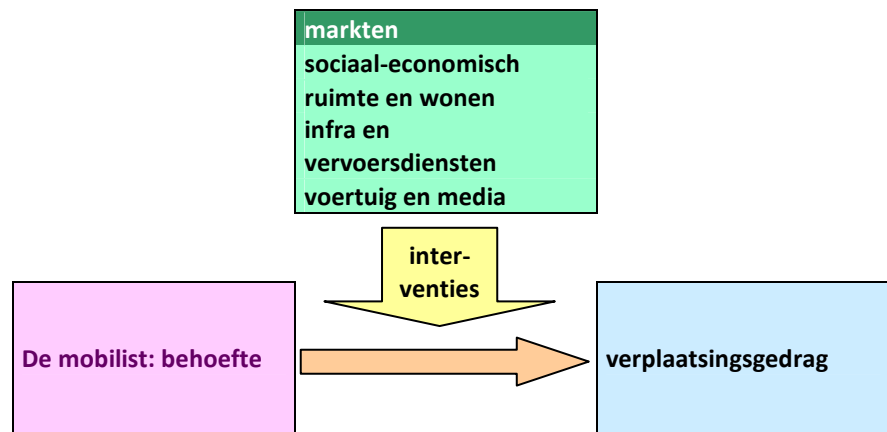 markten
sociaal-economisch
ruimte en wonen
infra en
vervoersdiensten
voertuig en media
inter-
venties
De mobilist: behoefte
verplaatsingsgedrag